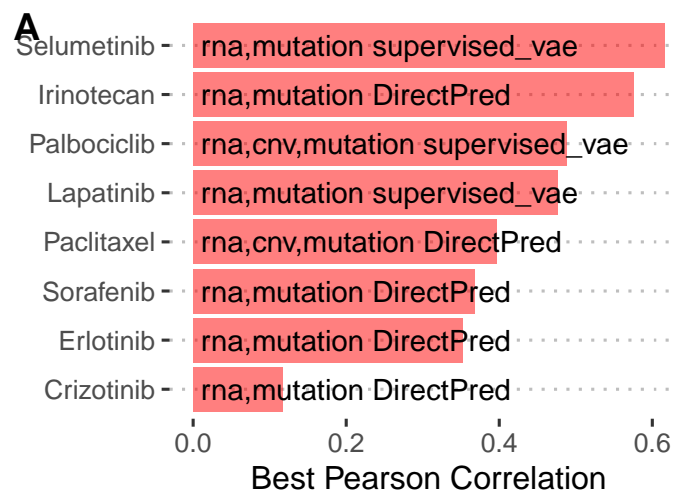 A
Selumetinib rna,mutation supervised_vae
Irinotecan rna,mutation DirectPred
Palbociclib rna,cnv,mutation supervised_vae
Lapatinib rna,mutation supervised_vae
Paclitaxel rna,cnv,mutation DirectPred
Sorafenib rna,mutation DirectPred
Erlotinib rna,mutation DirectPred
Crizotinib rna,mutation DirectPred
0.0 0.2 0.4 0.6
Best Pearson Correlation